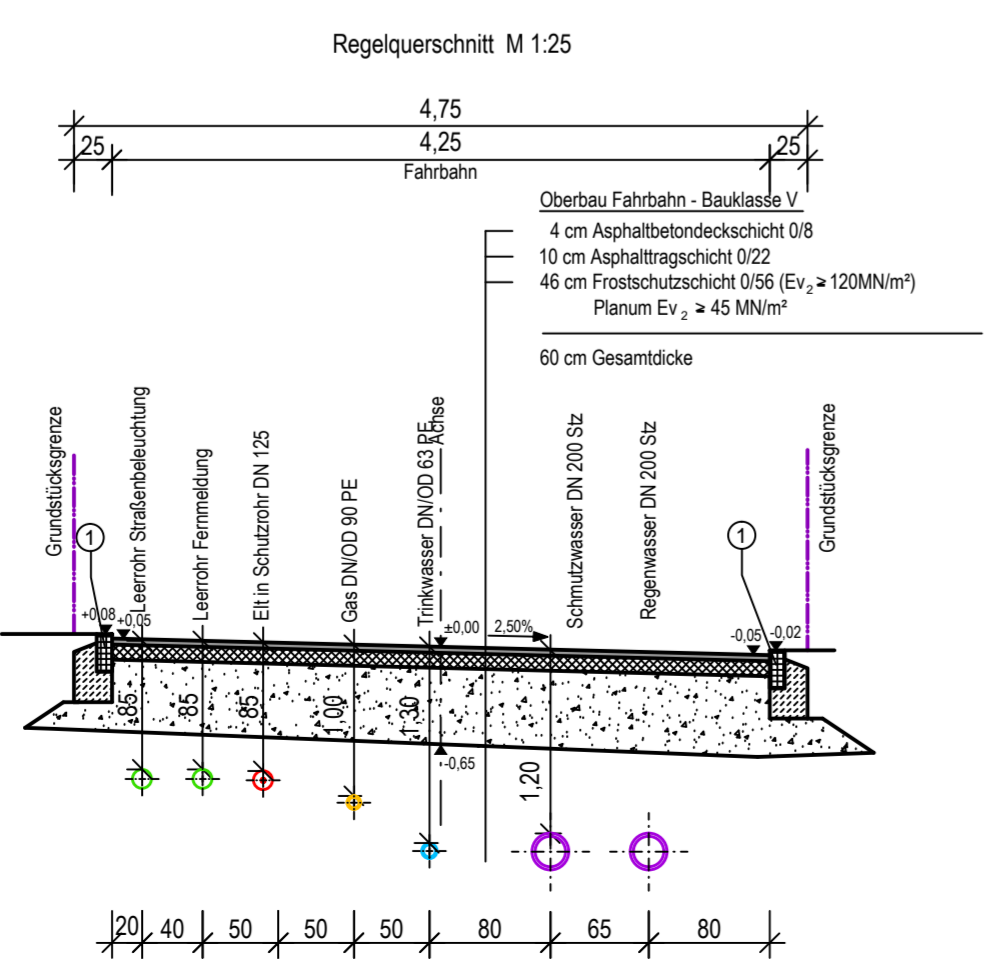 Regelquerschnitt M 1:25
4,75
25
4,25
25
Fahrbahn
Oberbau Fahrbahn - Bauklasse V
4 cm Asphaltbetondeckschicht 0/8
10 cm Asphalttragschicht 0/22
46 cm Frostschutzschicht 0/56 (Ev₂ ≥ 120MN/m²)
Planum Ev₂ ≥ 45 MN/m²
60 cm Gesamtdicke
Grundstücksgrenze
Leerrohr Straßenbeleuchtung
Leerrohr Fernmeldung
Elt in Schutzrohr DN 125
Gas DN/OD 90 PE
Trinkwasser DN/OD 63 PE
Achse
Schmutzwasser DN 200 Stz
Regenwasser DN 200 Stz
Grundstücksgrenze
1
1
+0,08
+0,05
±0,00
2,50%
-0,05
-0,02
85
85
85
1,00
1,30
-0,65
1,20
20
40
50
50
50
80
65
80